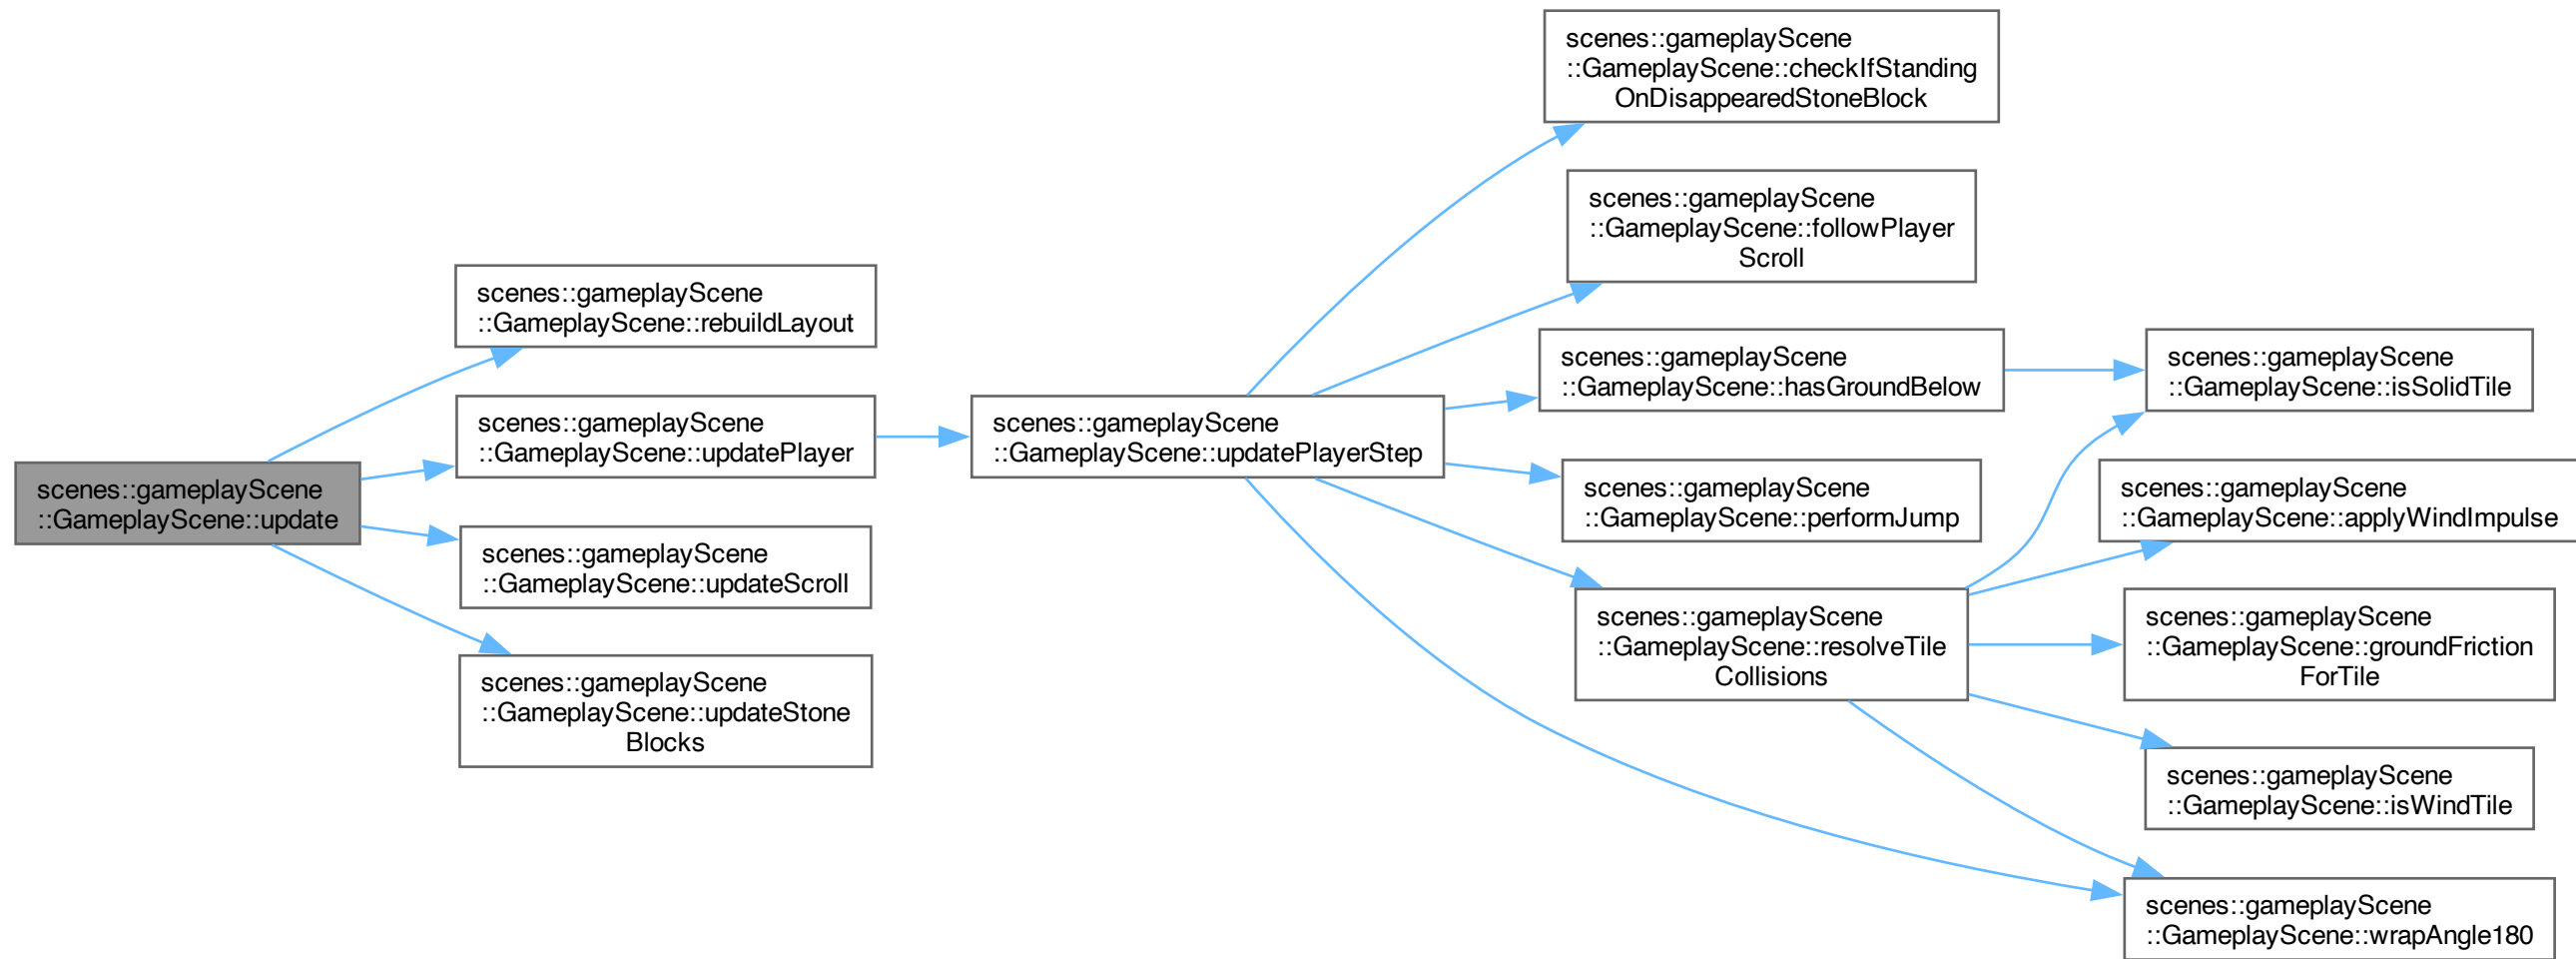 scenes::gameplayScene
::GameplayScene::update
scenes::gameplayScene
::GameplayScene::rebuildLayout
scenes::gameplayScene
::GameplayScene::updatePlayer
scenes::gameplayScene
::GameplayScene::updateScroll
scenes::gameplayScene
::GameplayScene::updateStone
Blocks
scenes::gameplayScene
::GameplayScene::updatePlayerStep
scenes::gameplayScene
::GameplayScene::checkIfStanding
OnDisappearedStoneBlock
scenes::gameplayScene
::GameplayScene::followPlayer
Scroll
scenes::gameplayScene
::GameplayScene::hasGroundBelow
scenes::gameplayScene
::GameplayScene::performJump
scenes::gameplayScene
::GameplayScene::resolveTile
Collisions
scenes::gameplayScene
::GameplayScene::isSolidTile
scenes::gameplayScene
::GameplayScene::applyWindImpulse
scenes::gameplayScene
::GameplayScene::groundFriction
ForTile
scenes::gameplayScene
::GameplayScene::isWindTile
scenes::gameplayScene
::GameplayScene::wrapAngle180